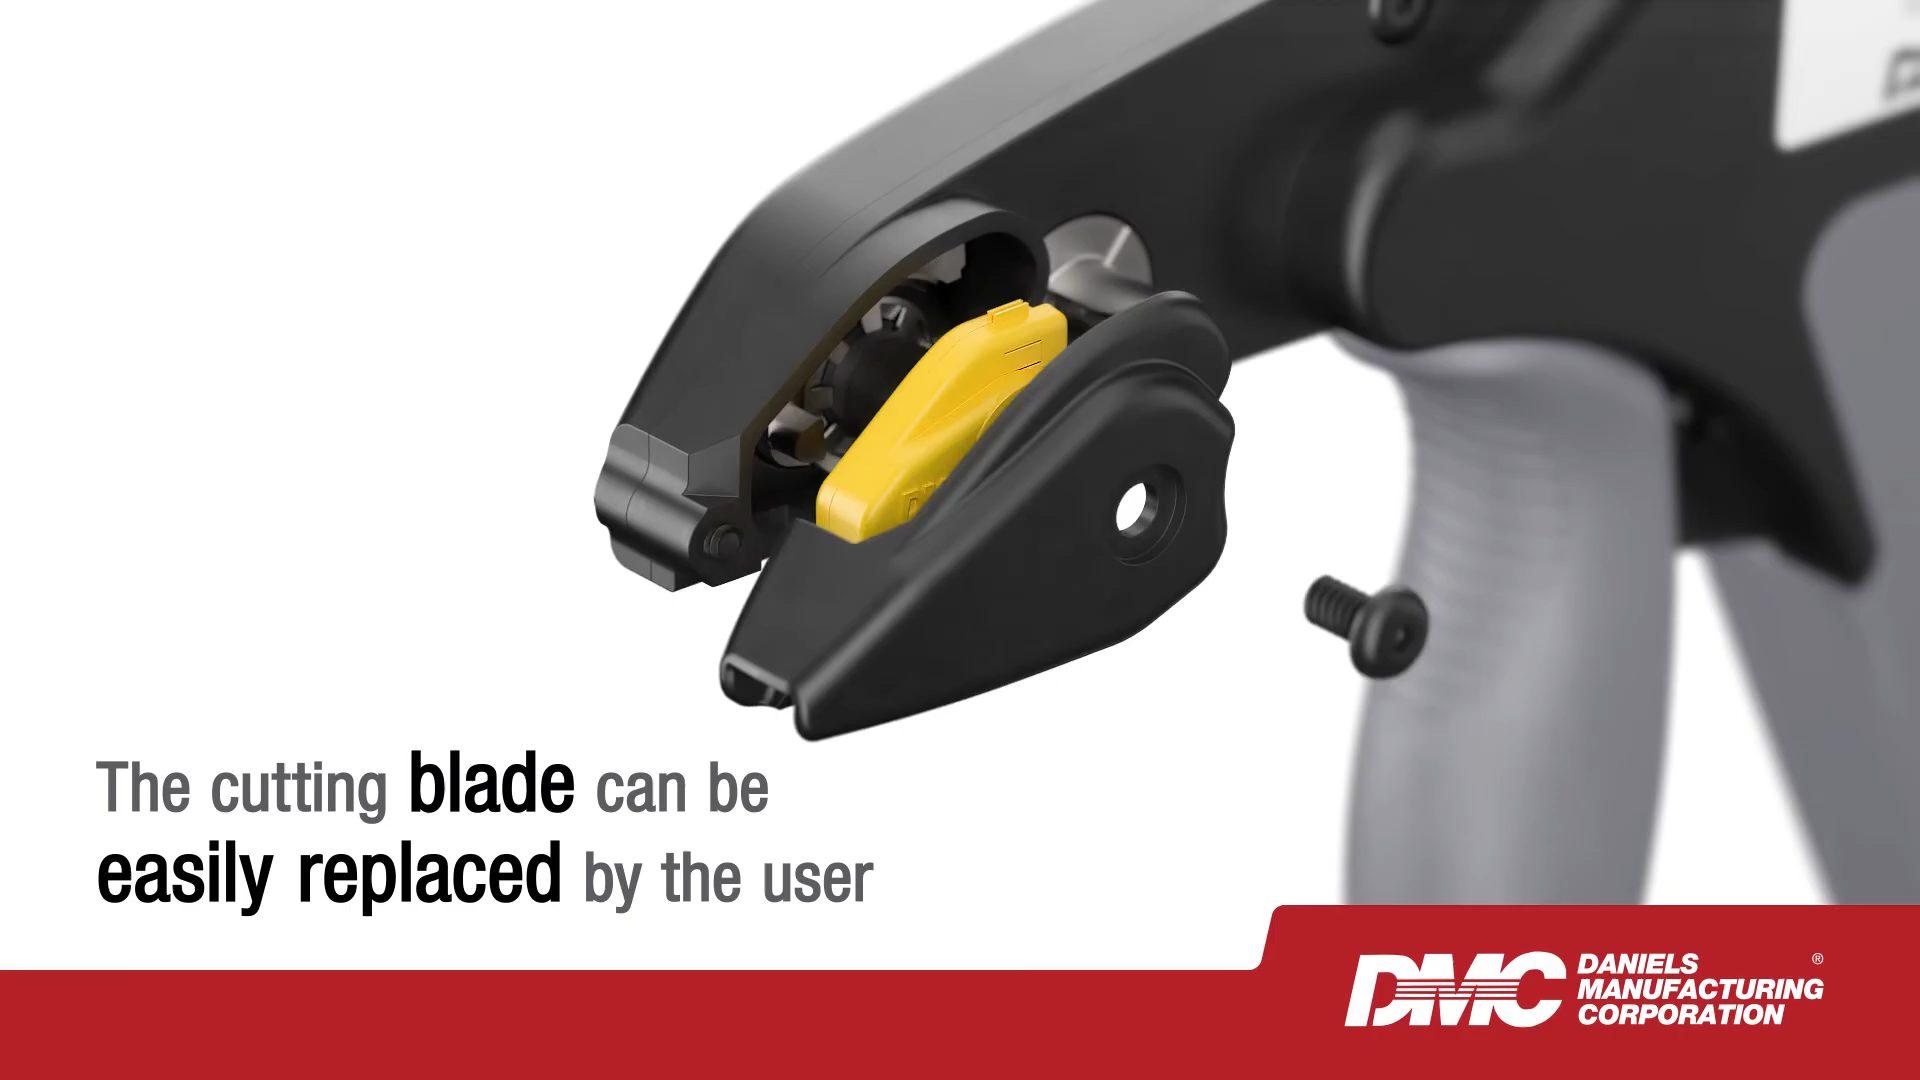 The cutting blade can be
easily replaced by the user
DMC
DANIELS
MANUFACTURING
CORPORATION
®